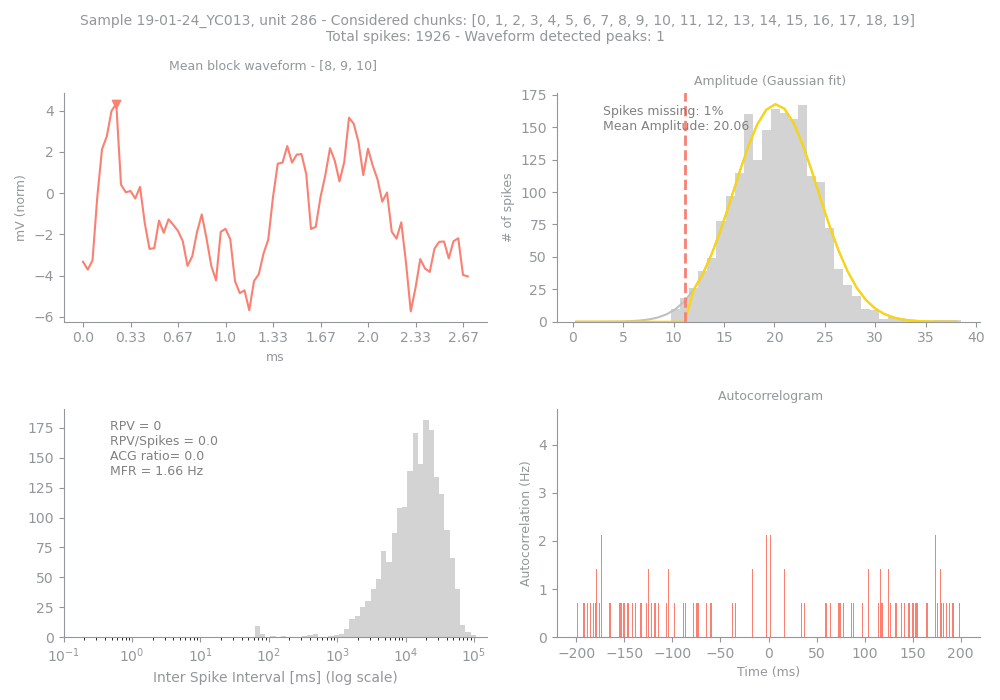 Sample 19-01-24_YC013, unit 286 - Considered chunks: [0, 1, 2, 3, 4, 5, 6, 7, 8, 9, 10, 11, 12, 13, 14, 15, 16, 17, 18, 19]
Total spikes: 1926 - Waveform detected peaks: 1
Mean block waveform - [8, 9, 10]
mV (norm)
4
2
0
−2
−4
−6
0.0 0.33 0.67 1.0 1.33 1.67 2.0 2.33 2.67
ms
Amplitude (Gaussian fit)
Spikes missing: 1%
Mean Amplitude: 20.06
# of spikes
175
150
125
100
75
50
25
0
0 5 10 15 20 25 30 35 40
RPV = 0
RPV/Spikes = 0.0
ACG ratio= 0.0
MFR = 1.66 Hz
175
150
125
100
75
50
25
0
10⁻¹ 10⁰ 10¹ 10² 10³ 10⁴ 10⁵
Inter Spike Interval [ms] (log scale)
Autocorrelogram
Autocorrelation (Hz)
4
3
2
1
0
−200 −150 −100 −50 0 50 100 150 200
Time (ms)